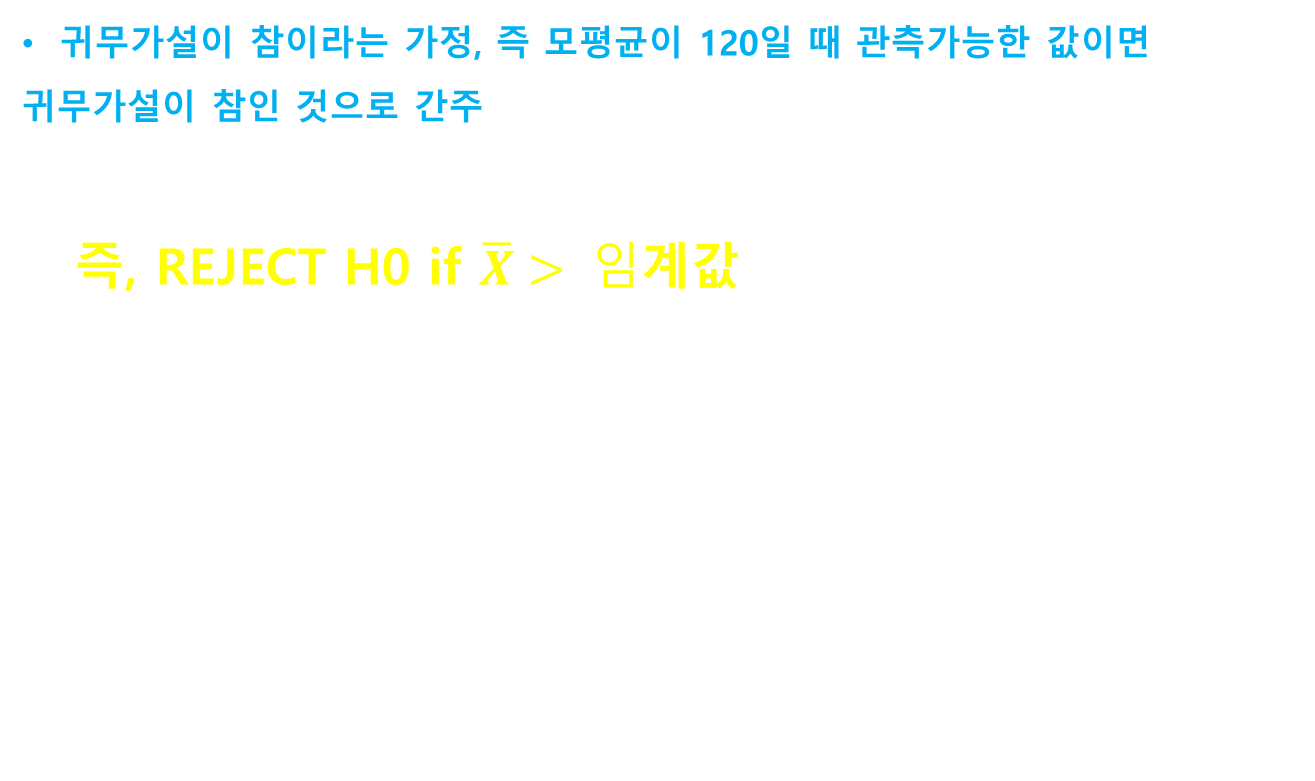 • 귀무가설이 참이라는 가정, 즉 모평균이 120일 때 관측가능한 값이면
귀무가설이 참인 것으로 간주
즉, REJECT H0 if X̅ > 임계값